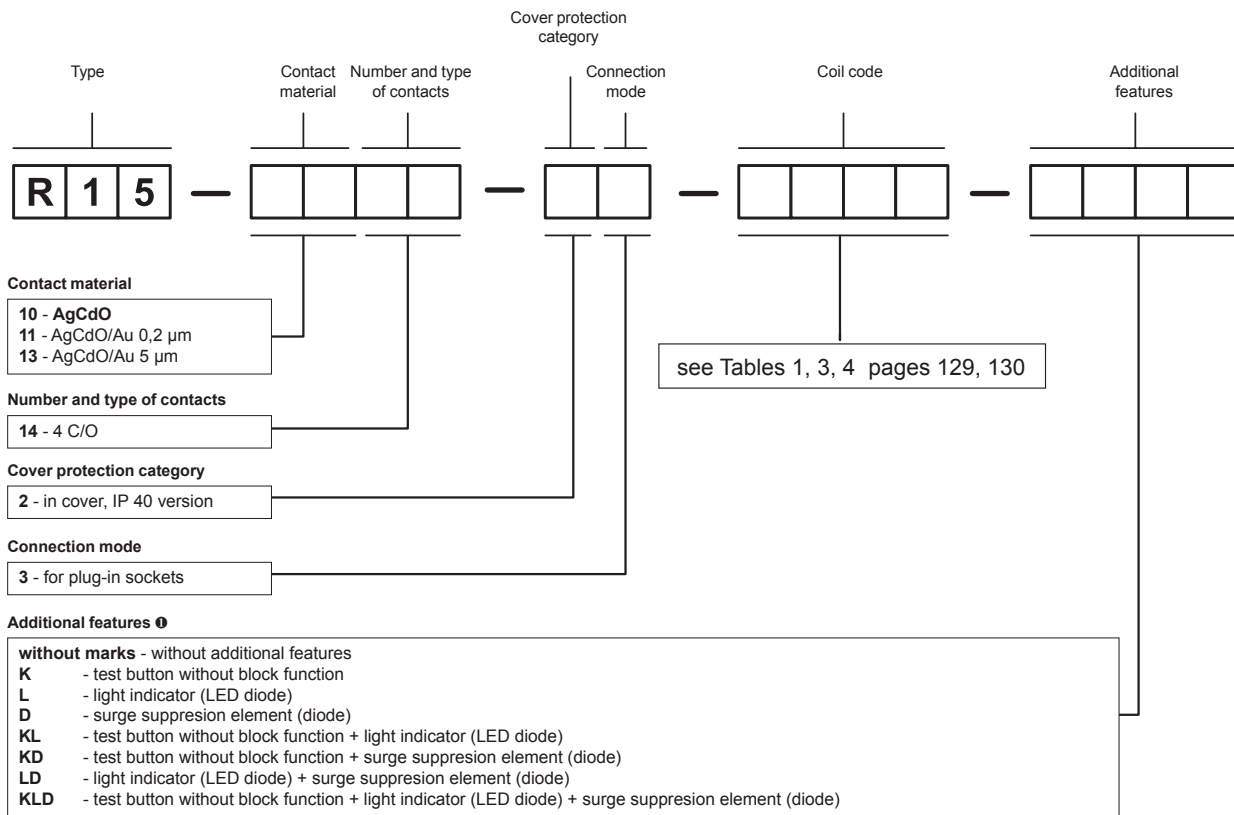 Cover protection
category
Type
Contact
material
Number and type
of contacts
Connection
mode
Coil code
Additional
features
R 1 5 — — — —
Contact material
10 - AgCdO
11 - AgCdO/Au 0,2 µm
13 - AgCdO/Au 5 µm
see Tables 1, 3, 4 pages 129, 130
Number and type of contacts
14 - 4 C/O
Cover protection category
2 - in cover, IP 40 version
Connection mode
3 - for plug-in sockets
Additional features ❶
without marks - without additional features
K - test button without block function
L - light indicator (LED diode)
D - surge suppresion element (diode)
KL - test button without block function + light indicator (LED diode)
KD - test button without block function + surge suppresion element (diode)
LD - light indicator (LED diode) + surge suppresion element (diode)
KLD - test button without block function + light indicator (LED diode) + surge suppresion element (diode)